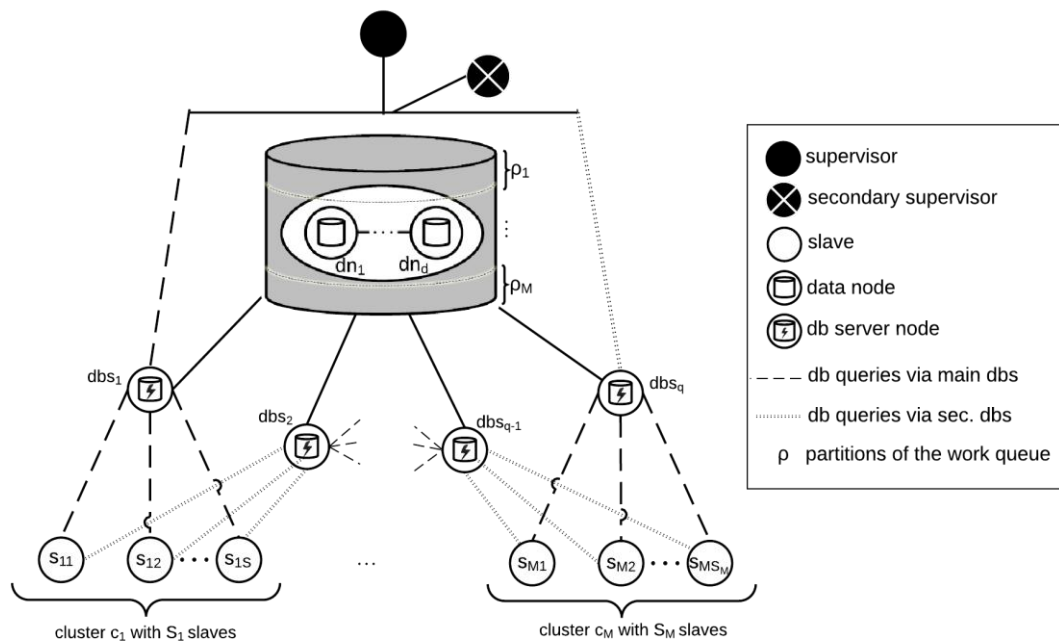 ρ1
⋮
ρM
dn1
dnd
dbs1
dbs2
dbsq-1
dbsq
s11
s12
s1S
...
sM1
sM2
sMSM
cluster c1 with S1 slaves
cluster cM with SM slaves
supervisor
secondary supervisor
slave
data node
db server node
db queries via main dbs
db queries via sec. dbs
ρ partitions of the work queue